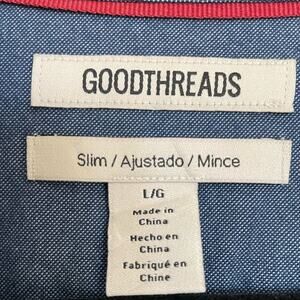 GOODTHREADS
Slim / Ajustado / Mince
L/G
Made in
China
Hecho en
China
Fabriqué en
Chine